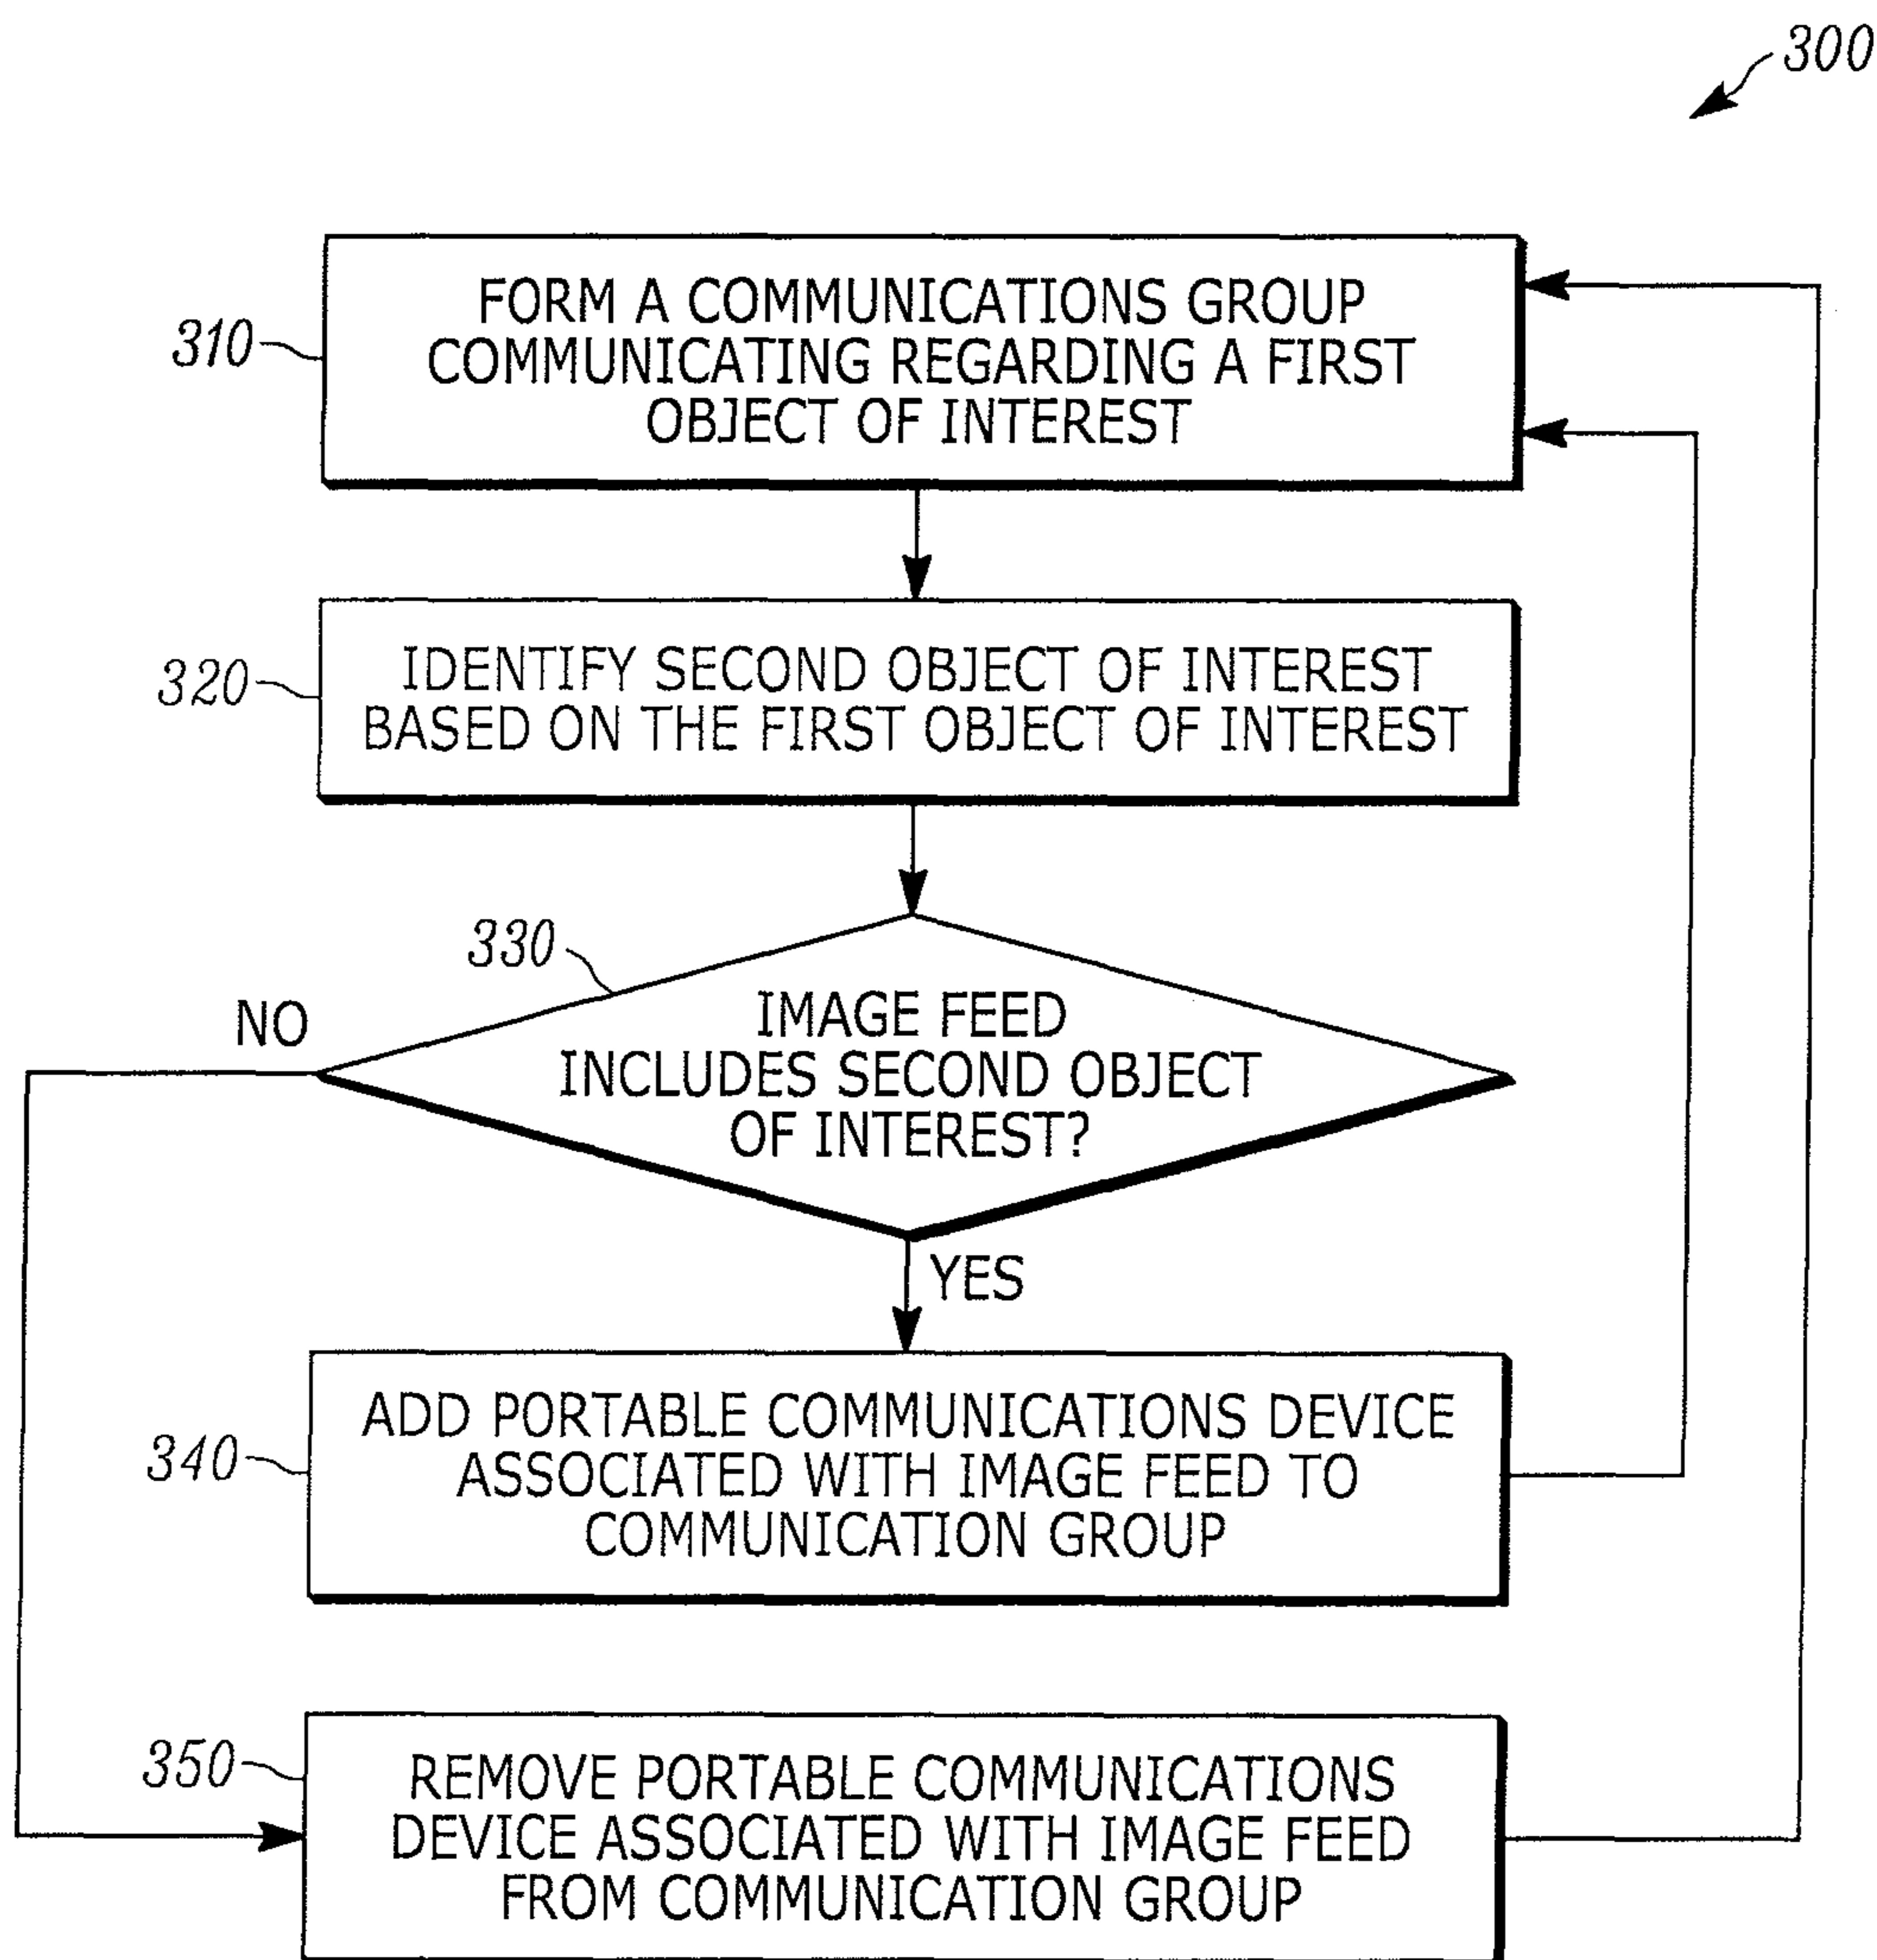 300
310
FORM A COMMUNICATIONS GROUP
COMMUNICATING REGARDING A FIRST
OBJECT OF INTEREST
320
IDENTIFY SECOND OBJECT OF INTEREST
BASED ON THE FIRST OBJECT OF INTEREST
330
NO
IMAGE FEED
INCLUDES SECOND OBJECT
OF INTEREST?
YES
340
ADD PORTABLE COMMUNICATIONS DEVICE
ASSOCIATED WITH IMAGE FEED TO
COMMUNICATION GROUP
350
REMOVE PORTABLE COMMUNICATIONS
DEVICE ASSOCIATED WITH IMAGE FEED
FROM COMMUNICATION GROUP